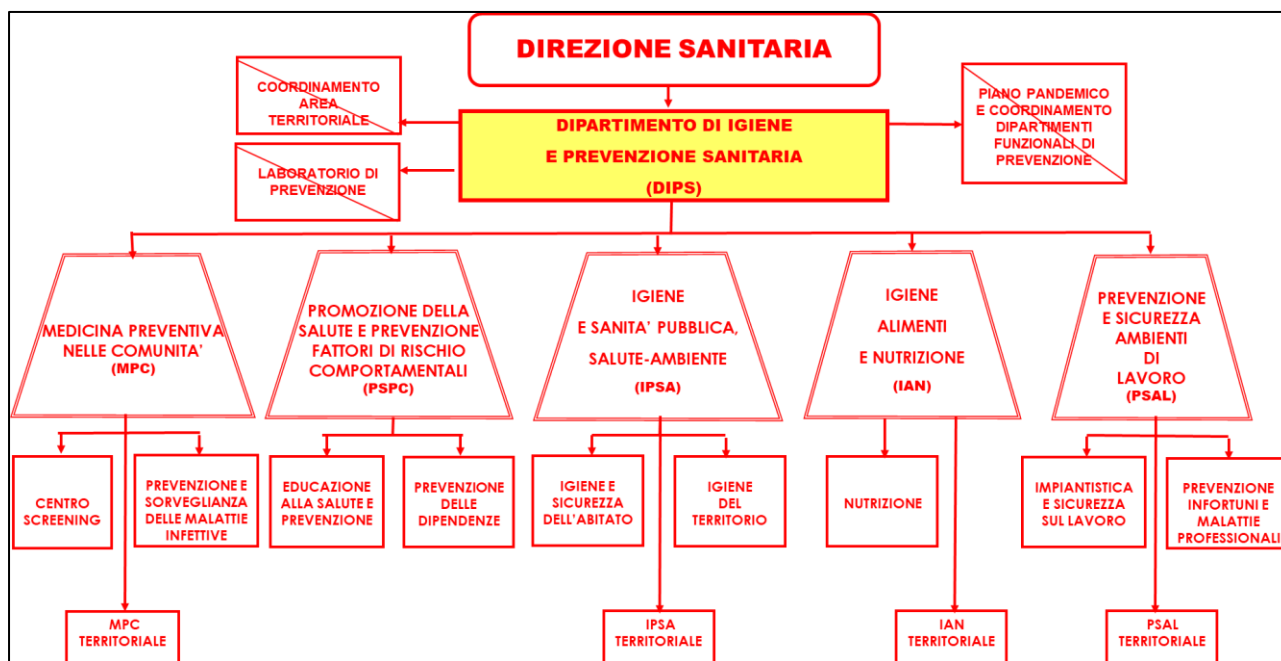 DIREZIONE SANITARIA
COORDINAMENTO
AREA
TERRITORIALE
PIANO PANDEMICO
E COORDINAMENTO
DIPARTIMENTI
FUNZIONALI DI
PREVENZIONE
DIPARTIMENTO DI IGIENE
E PREVENZIONE SANITARIA
(DIPS)
LABORATORIO DI
PREVENZIONE
MEDICINA PREVENTIVA
NELLE COMUNITA'
(MPC)
PROMOZIONE DELLA
SALUTE E PREVENZIONE
FATTORI DI RISCHIO
COMPORTAMENTALI
(PSPC)
IGIENE
E SANITA' PUBBLICA,
SALUTE-AMBIENTE
(IPSA)
IGIENE
ALIMENTI
E NUTRIZIONE
(IAN)
PREVENZIONE
E SICUREZZA
AMBIENTI
DI
LAVORO
(PSAL)
CENTRO
SCREENING
PREVENZIONE E
SORVEGLIANZA
DELLE MALATTIE
INFETTIVE
EDUCAZIONE
ALLA SALUTE E
PREVENZIONE
PREVENZIONE
DELLE
DIPENDENZE
IGIENE E
SICUREZZA
DELL'ABITATO
IGIENE
DEL
TERRITORIO
NUTRIZIONE
IMPIANTISTICA
E SICUREZZA
SUL LAVORO
PREVENZIONE
INFORTUNI E
MALATTIE
PROFESSIONALI
MPC
TERRITORIALE
IPSA
TERRITORIALE
IAN
TERRITORIALE
PSAL
TERRITORIALE